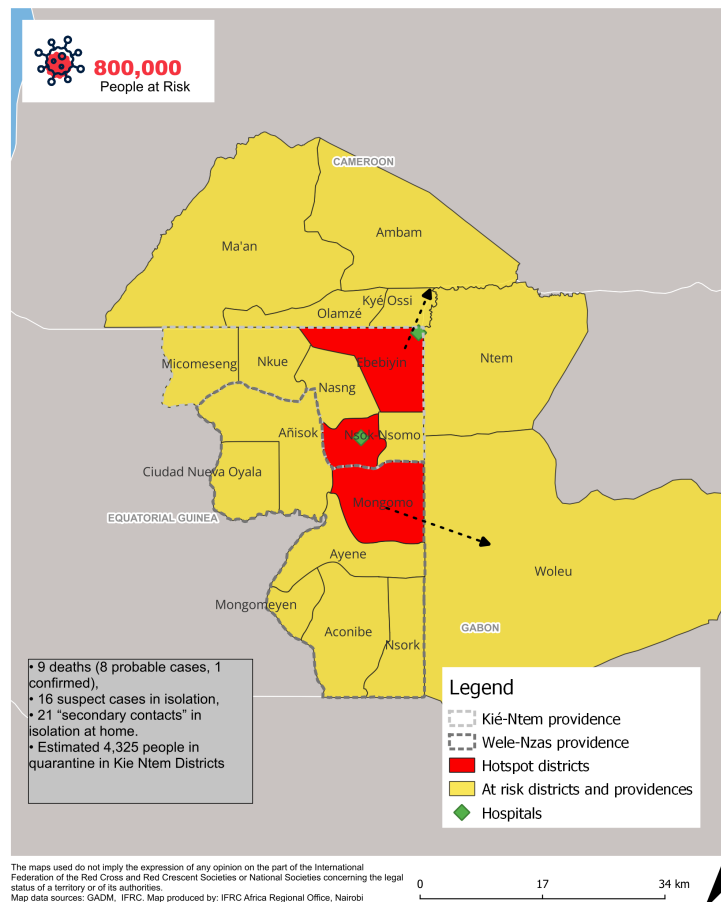 800,000
People at Risk
CAMEROON
Ma'an
Ambam
Kyé Ossi
Olamzé
Micomeseng
Nkue
Ebebiyin
Ntem
Nasng
Añisok
Nsok-Nsomo
Ciudad Nueva Oyala
Mongomo
EQUATORIAL GUINEA
Ayene
Woleu
Mongomeyen
Aconibe
Nsork
GABON
• 9 deaths (8 probable cases, 1
confirmed),
• 16 suspect cases in isolation,
• 21 “secondary contacts” in
isolation at home.
• Estimated 4,325 people in
quarantine in Kie Ntem Districts
Legend
Kié-Ntem providence
Wele-Nzas providence
Hotspot districts
At risk districts and providences
Hospitals
The maps used do not imply the expression of any opinion on the part of the International
Federation of the Red Cross and Red Crescent Societies or National Societies concerning the legal
status of a territory or of its authorities.
Map data sources: GADM, IFRC. Map produced by: IFRC Africa Regional Office, Nairobi
0 17 34 km